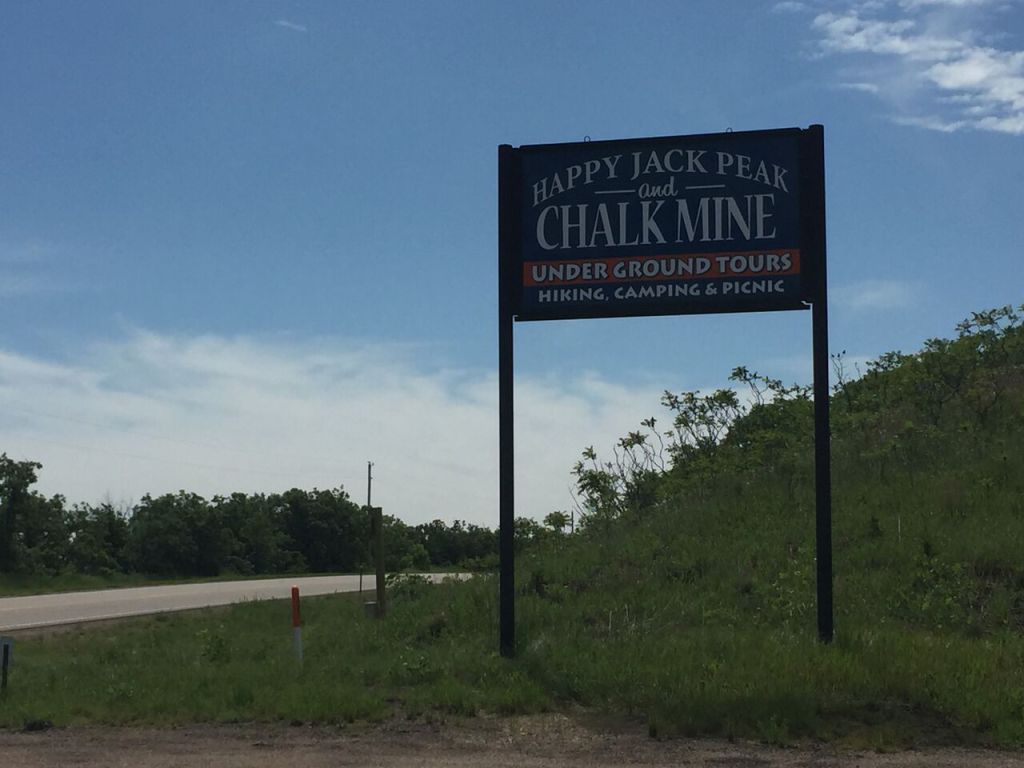 HAPPY JACK PEAK
and
CHALK MINE
UNDER GROUND TOURS
HIKING, CAMPING & PICNIC